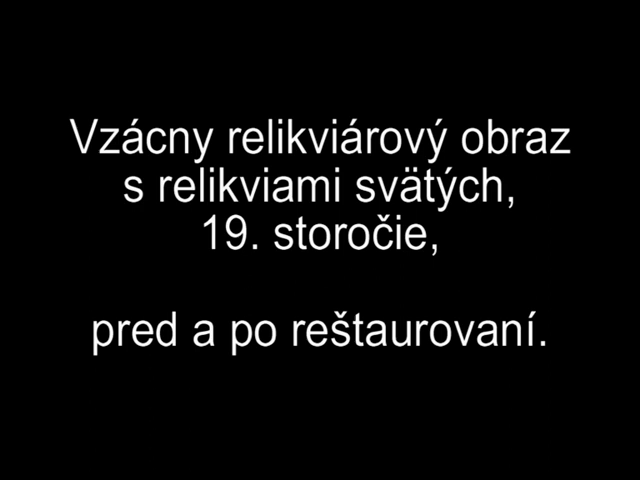 Vzácny relikviárový obraz
s relikviami svätých,
19. storočie,
pred a po reštaurovaní.